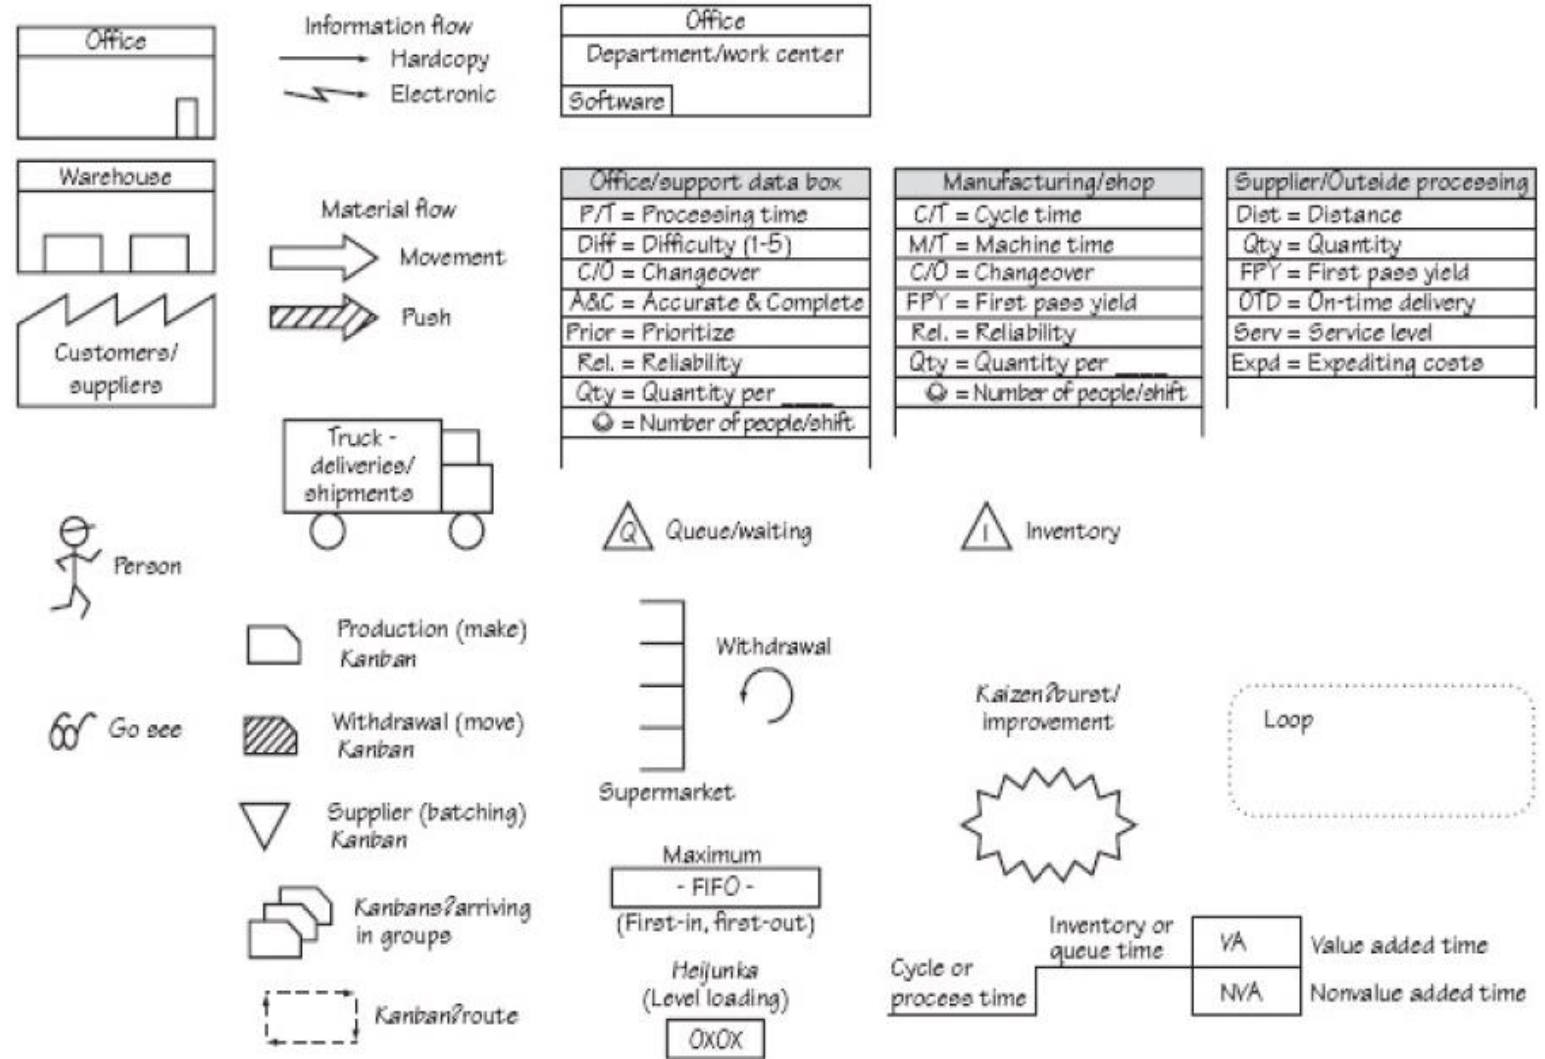 Office
Warehouse
Customers/
suppliers
Person
Go see
Information flow
Hardcopy
Electronic
Material flow
Movement
Push
Truck -
deliveries/
shipments
Production (make)
Kanban
Withdrawal (move)
Kanban
Supplier (batching)
Kanban
Kanbans?arriving
in groups
Kanban?route
Office
Department/work center
Software
Office/support data box
P/T = Processing time
Diff = Difficulty (1-5)
C/O = Changeover
A&C = Accurate & Complete
Prior = Prioritize
Rel. = Reliability
Qty = Quantity per ____
= Number of people/shift
Manufacturing/shop
C/T = Cycle time
M/T = Machine time
C/O = Changeover
FPY = First pass yield
Rel. = Reliability
Qty = Quantity per ____
= Number of people/shift
Supplier/Outside processing
Dist = Distance
Qty = Quantity
FPY = First pass yield
OTD = On-time delivery
Serv = Service level
Expd = Expediting costs
Q Queue/waiting
I Inventory
Withdrawal
Supermarket
Maximum
- FIFO -
(First-in, first-out)
Heijunka
(Level loading)
OXOX
Kaizen?burst/
improvement
Loop
Cycle or
process time
Inventory or
queue time
VA
Value added time
NVA
Nonvalue added time